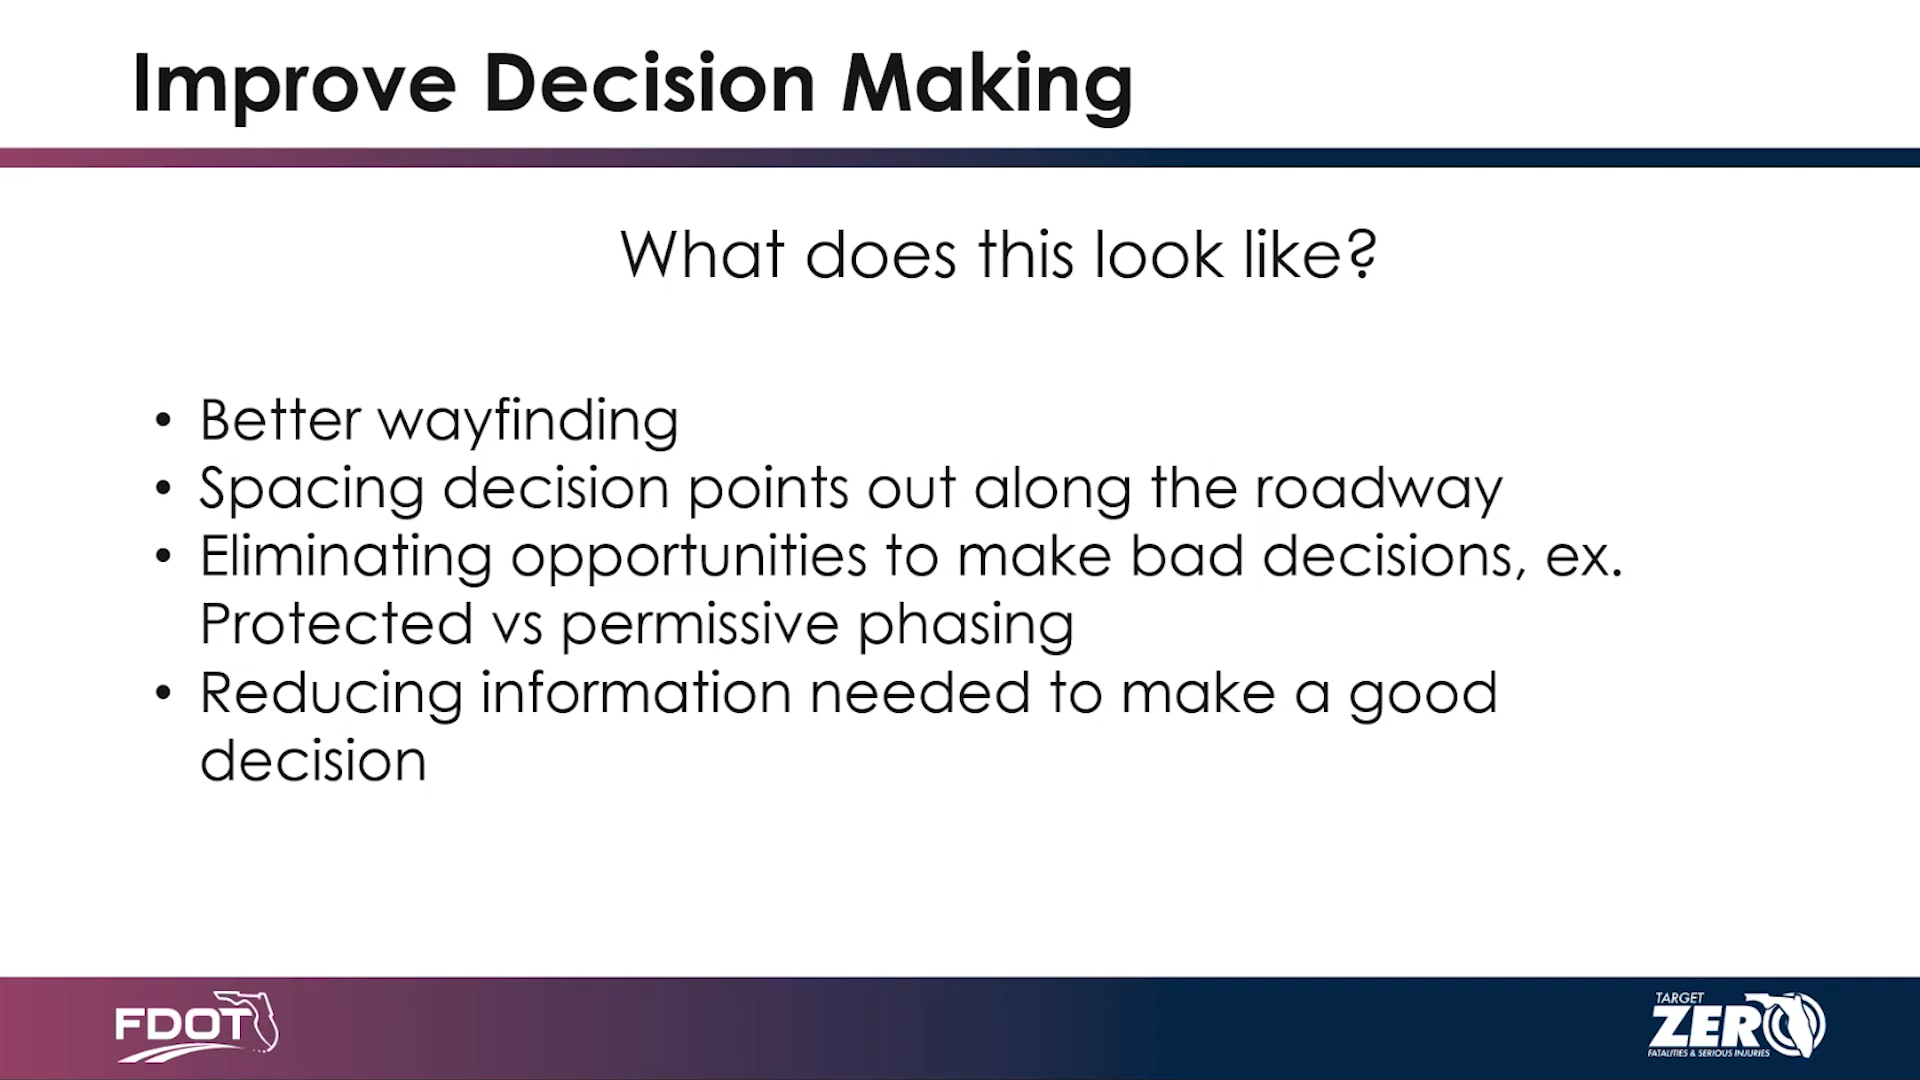 Improve Decision Making
What does this look like?
• Better wayfinding
• Spacing decision points out along the roadway
• Eliminating opportunities to make bad decisions, ex.
Protected vs permissive phasing
• Reducing information needed to make a good
decision
FDOT
TARGET
ZERO
FATALITIES & SERIOUS INJURIES